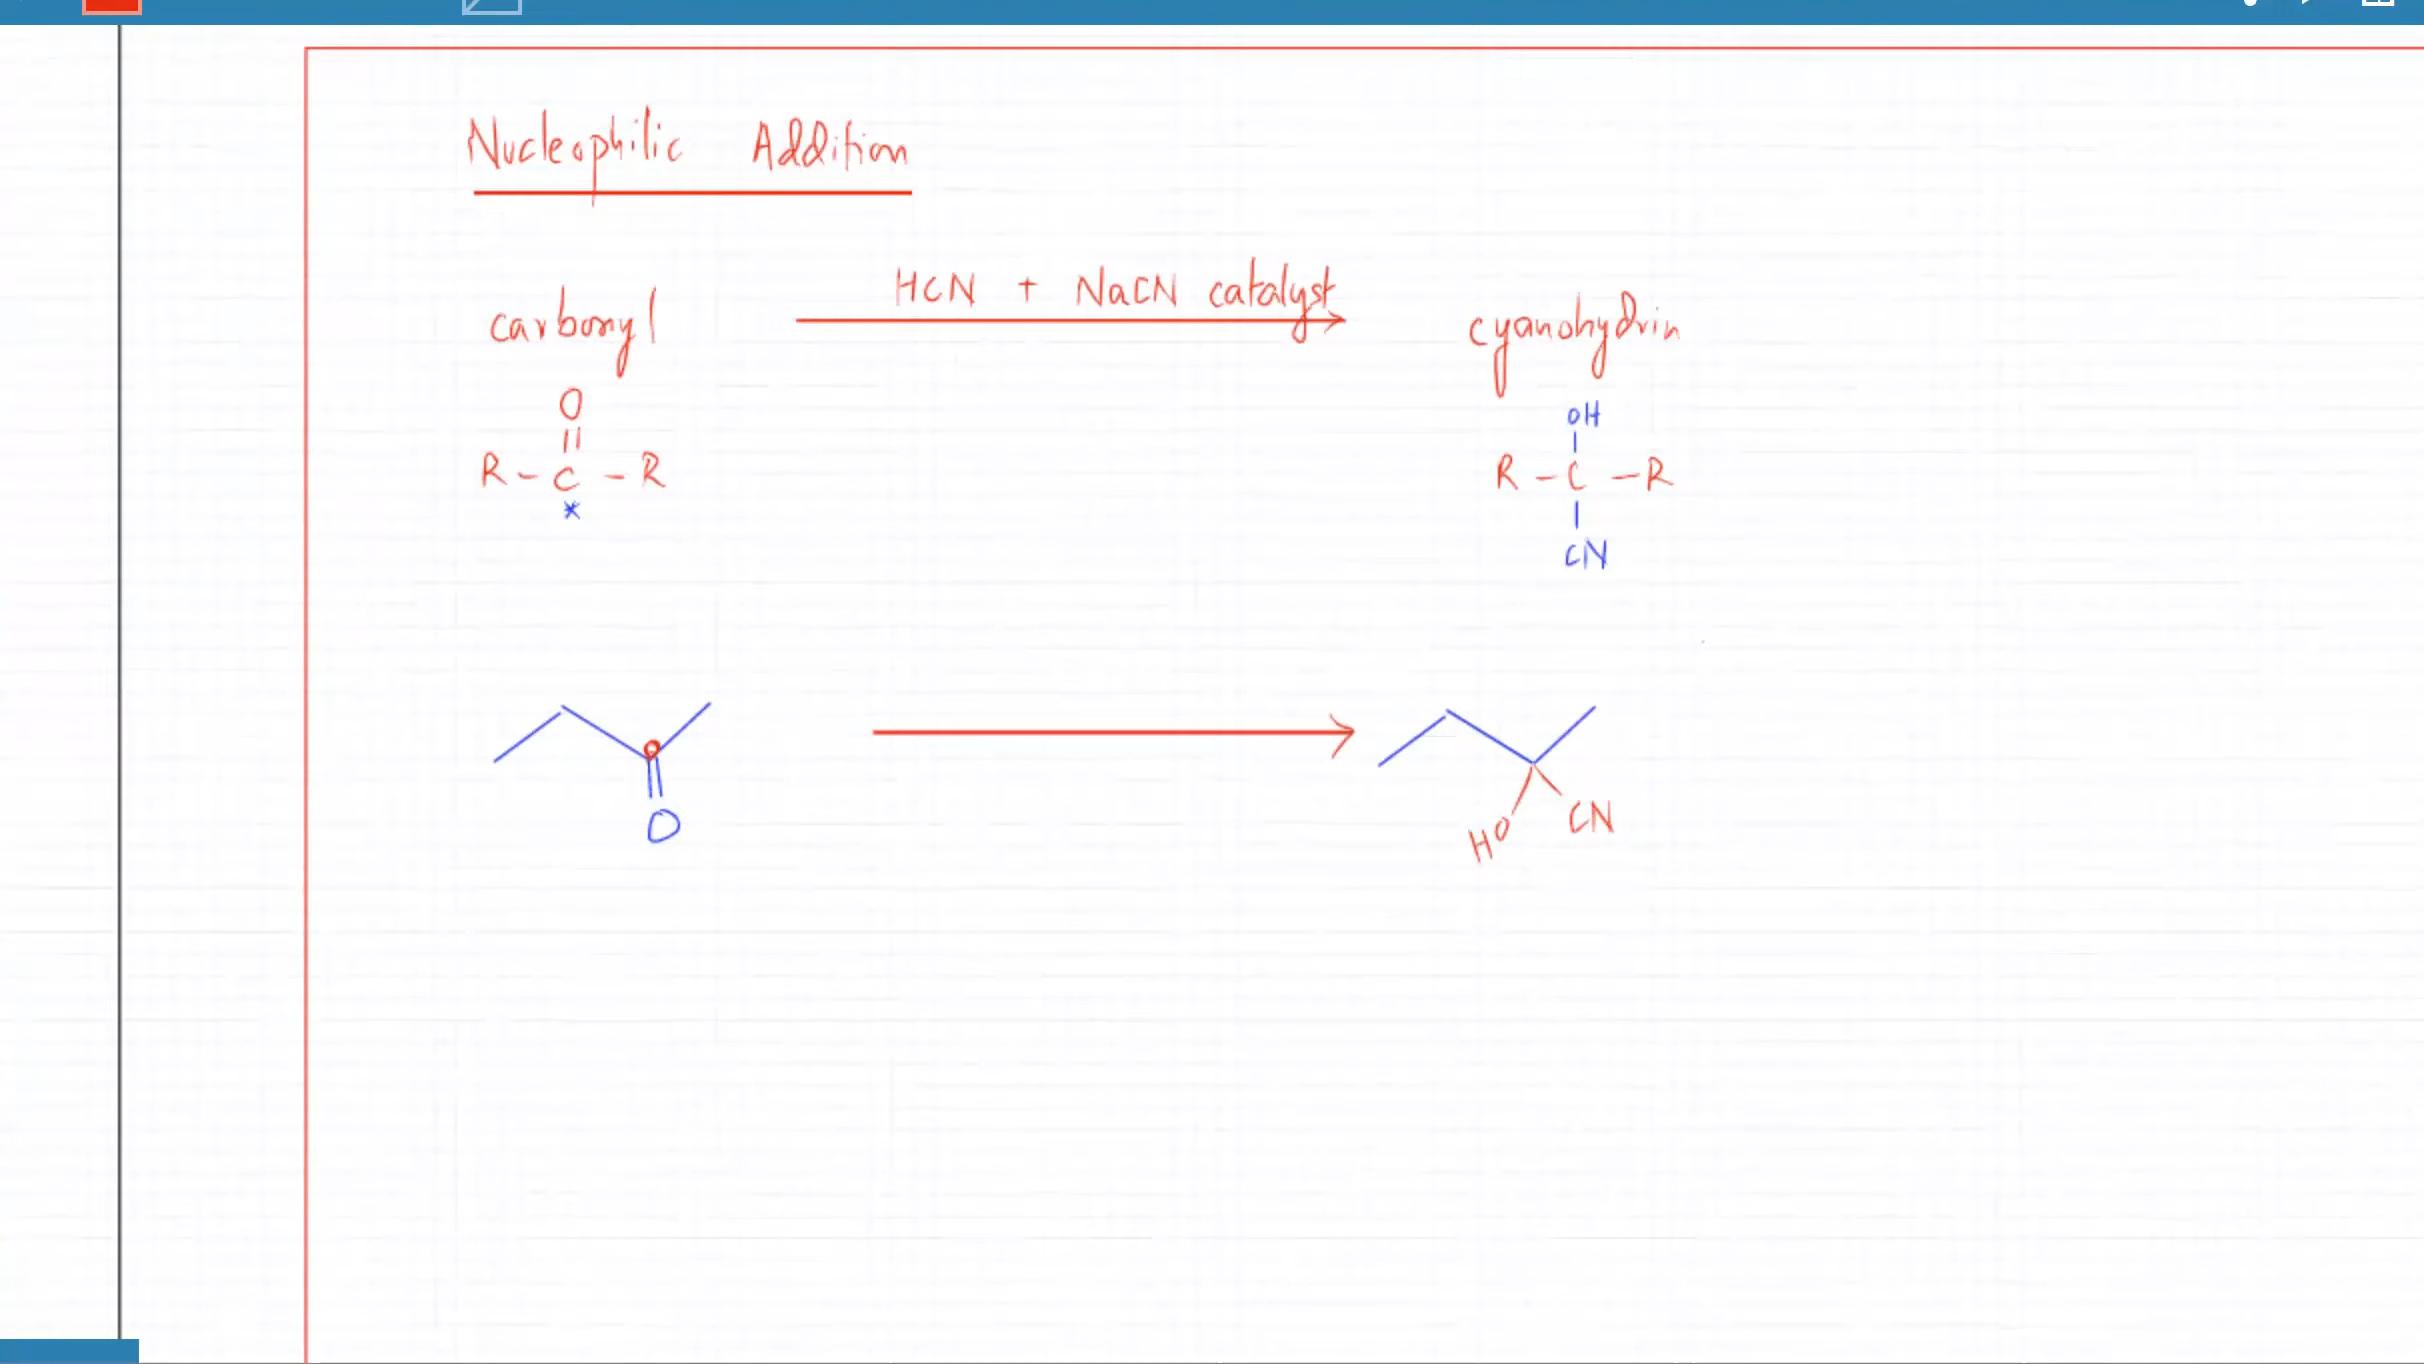 Nucleophilic Addition
carbonyl HCN + NaCN catalyst cyanohydrin
O
R - C - R
*
OH
R - C - R
CN
O
HO CN